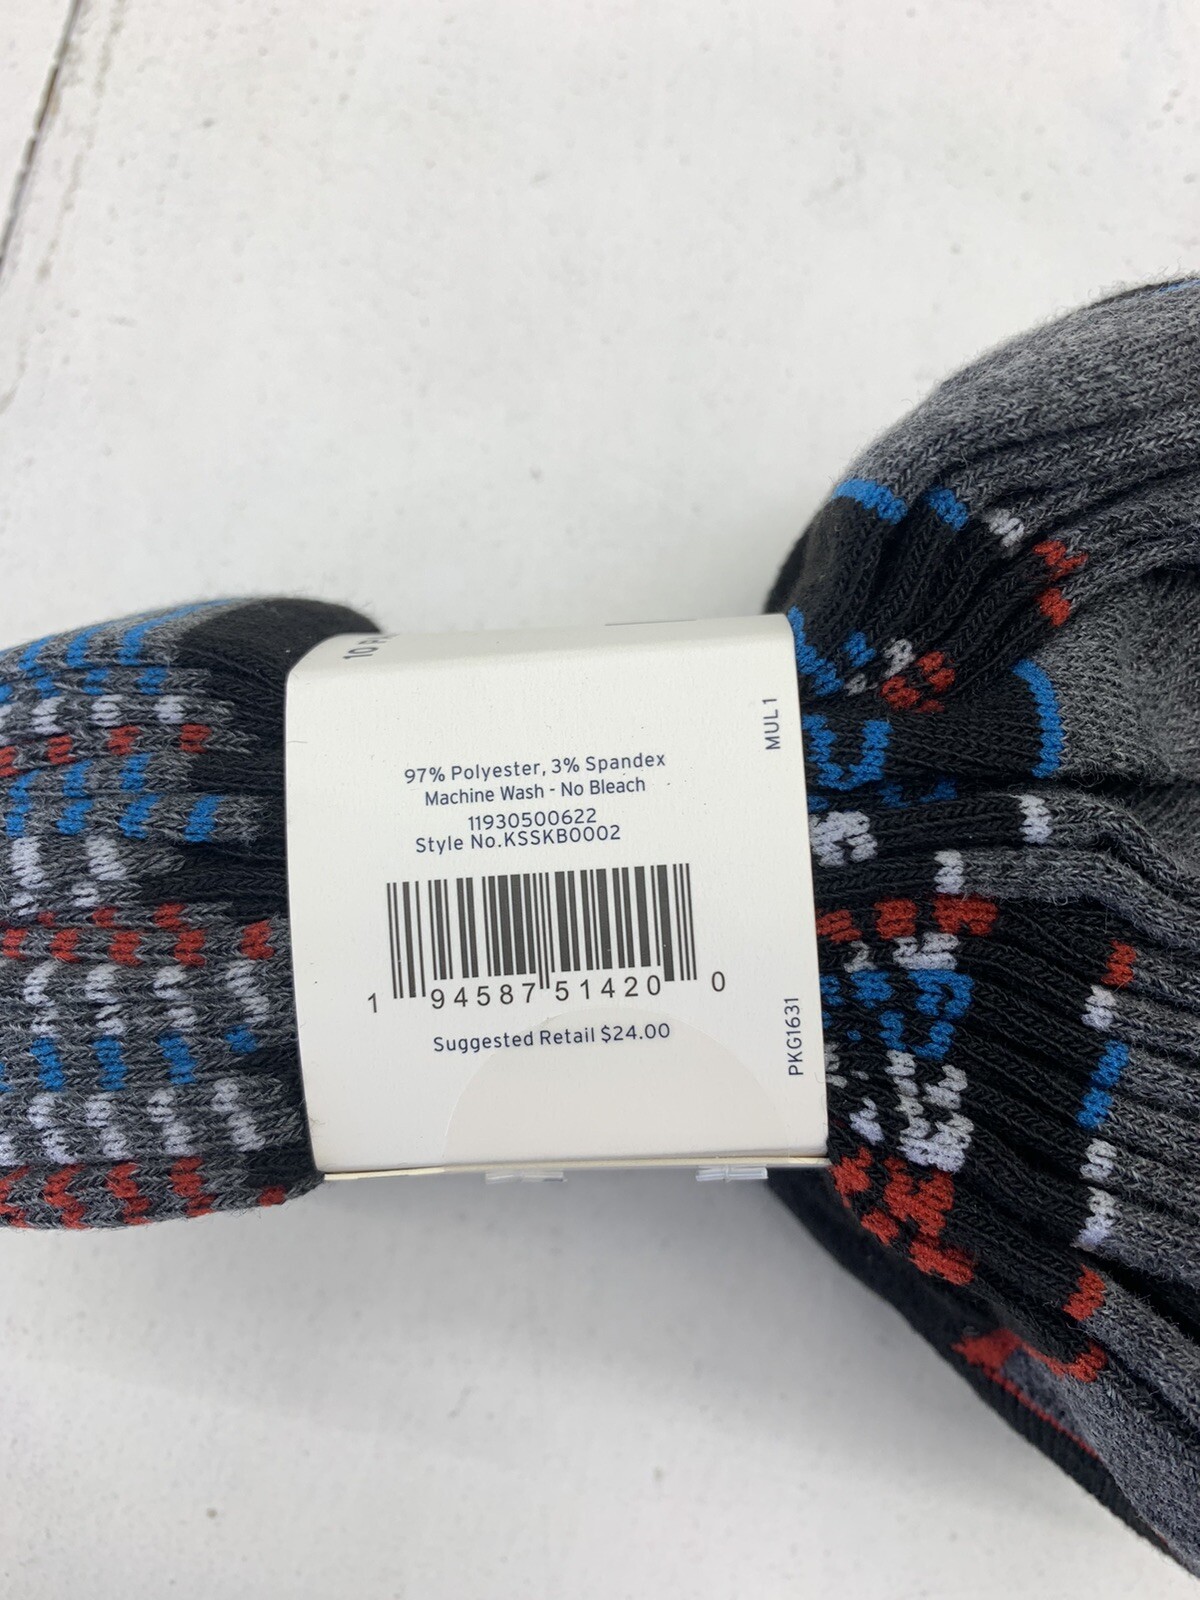 10
97% Polyester, 3% Spandex
Machine Wash - No Bleach
11930500622
Style No.KSSKB0002
1 94587 51420 0
Suggested Retail $24.00
MUL1
PKG1631